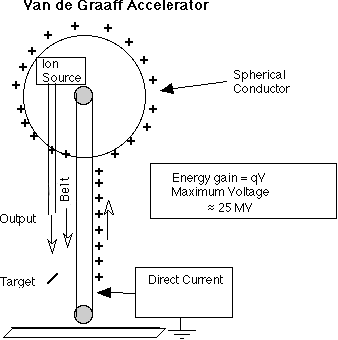 Van de Graaff Accelerator
Ion
Source
Spherical
Conductor
Energy gain = qV
Maximum Voltage
≈ 25 MV
Belt
Output
Target
Direct Current